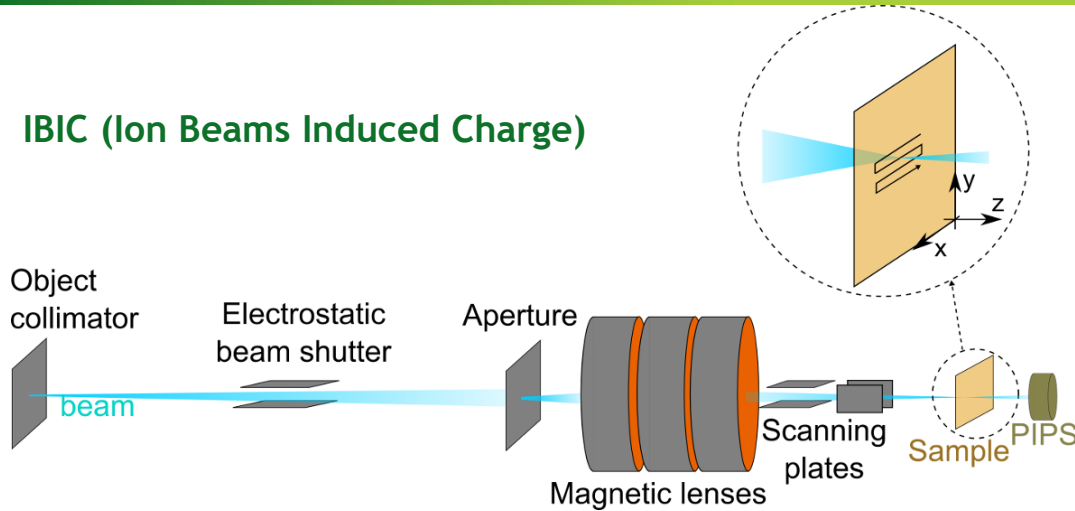 IBIC (Ion Beams Induced Charge)
y
z
x
Object
collimator
Electrostatic
beam shutter
Aperture
beam
Scanning
plates
Sample
PIPS
Magnetic lenses